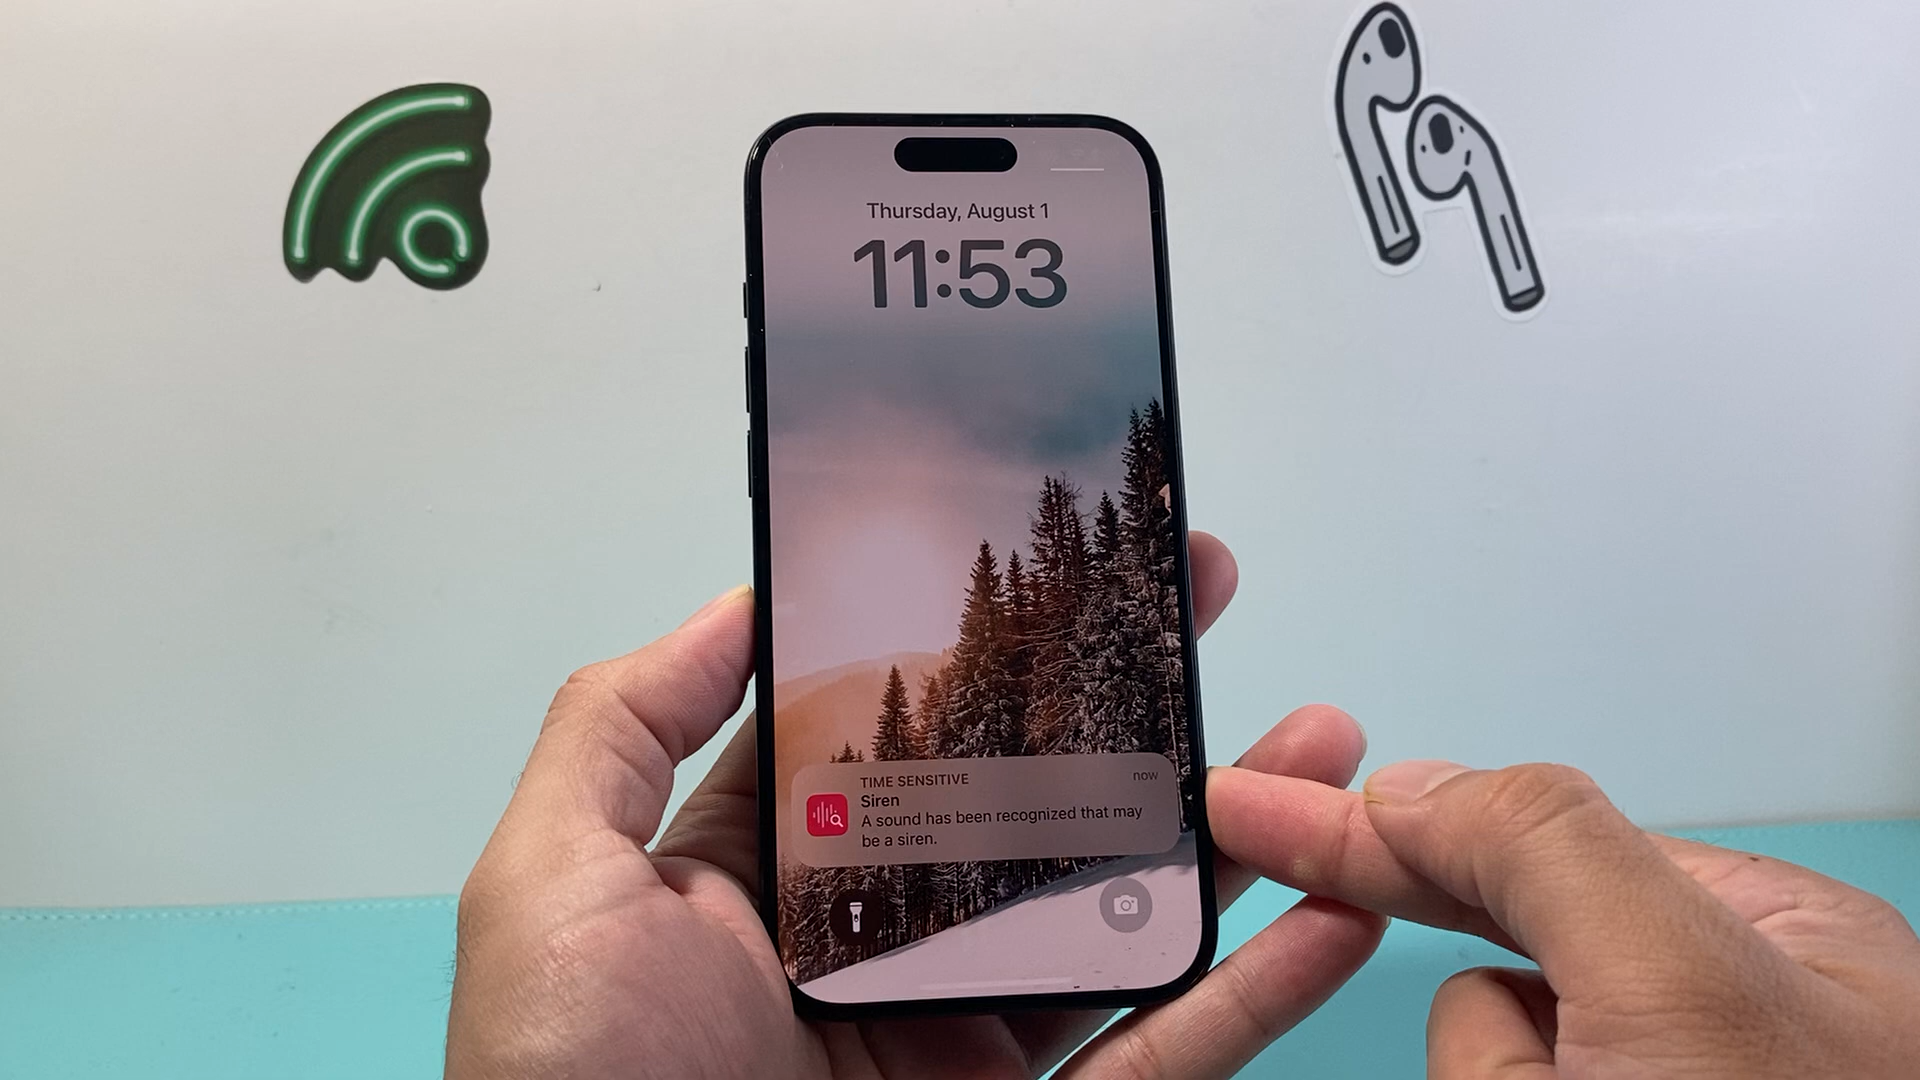 Thursday, August 1
11:53
TIME SENSITIVE
now
Siren
A sound has been recognized that may
be a siren.